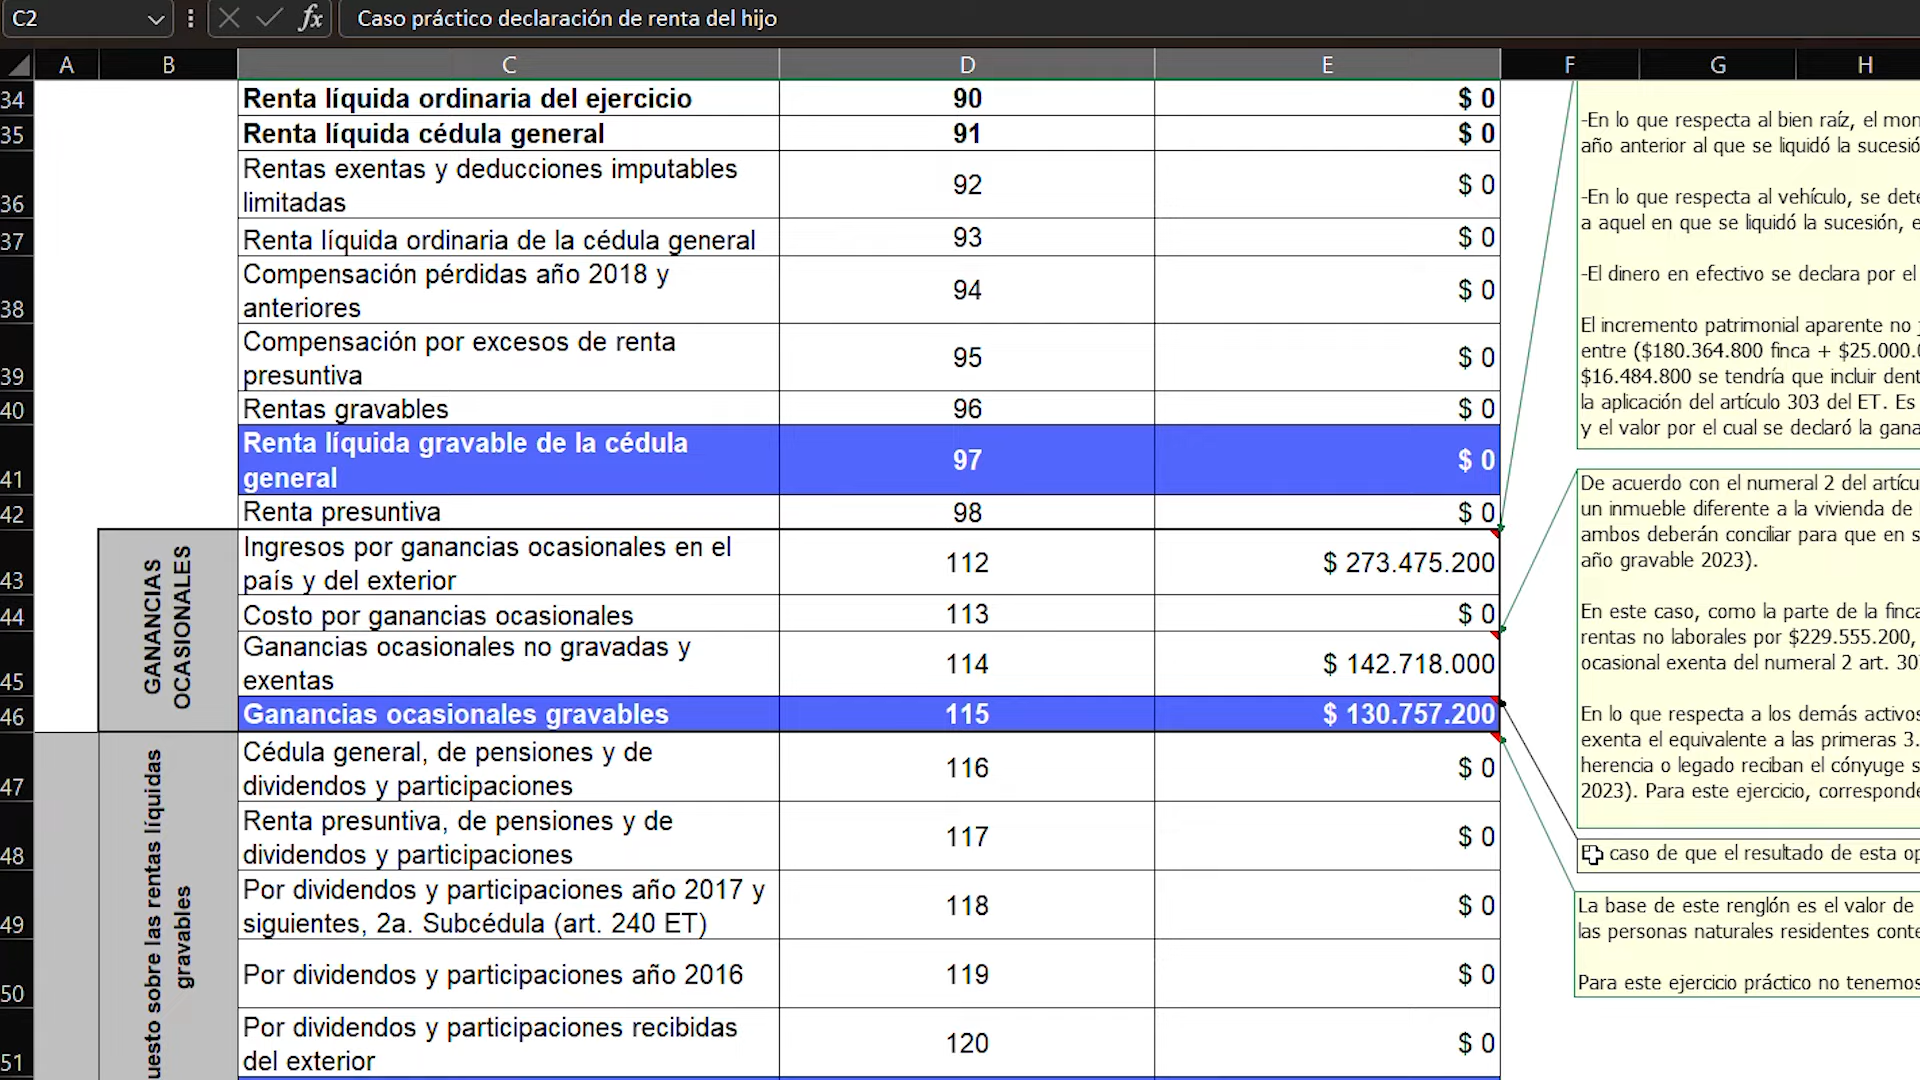 C2
fx
Caso práctico declaración de renta del hijo
A B C D E F G H
34 Renta líquida ordinaria del ejercicio 90 $ 0
35 Renta líquida cédula general 91 $ 0
36 Rentas exentas y deducciones imputables
limitadas 92 $ 0
37 Renta líquida ordinaria de la cédula general 93 $ 0
38 Compensación pérdidas año 2018 y
anteriores 94 $ 0
39 Compensación por excesos de renta
presuntiva 95 $ 0
40 Rentas gravables 96 $ 0
41 Renta líquida gravable de la cédula
general 97 $ 0
42 Renta presuntiva 98 $ 0
GANANCIAS
OCASIONALES
43 Ingresos por ganancias ocasionales en el
país y del exterior 112 $ 273.475.200
44 Costo por ganancias ocasionales 113 $ 0
45 Ganancias ocasionales no gravadas y
exentas 114 $ 142.718.000
46 Ganancias ocasionales gravables 115 $ 130.757.200
uesto sobre las rentas líquidas
gravables
47 Cédula general, de pensiones y de
dividendos y participaciones 116 $ 0
48 Renta presuntiva, de pensiones y de
dividendos y participaciones 117 $ 0
49 Por dividendos y participaciones año 2017 y
siguientes, 2a. Subcédula (art. 240 ET) 118 $ 0
50 Por dividendos y participaciones año 2016 119 $ 0
51 Por dividendos y participaciones recibidas
del exterior 120 $ 0
-En lo que respecta al bien raíz, el
año anterior al que se liquidó la
-En lo que respecta al vehículo, se
a aquel en que se liquidó la sucesión,
-El dinero en efectivo se declara por el
El incremento patrimonial aparente no
entre ($180.364.800 finca +
$16.484.800 se tendría que incluir
la aplicación del artículo 303 del ET. Es
y el valor por el cual se declaró la
De acuerdo con el numeral 2 del
un inmueble diferente a la vivienda de
ambos deberán conciliar para que en
año gravable 2023).
En este caso, como la parte de la
rentas no laborales por $229.555.200,
ocasional exenta del numeral 2 art.
En lo que respecta a los demás
exenta el equivalente a las primeras
herencia o legado reciban el cónyuge
2023). Para este ejercicio,
caso de que el resultado de esta
La base de este renglón es el valor de
las personas naturales residentes
Para este ejercicio práctico no tenemos